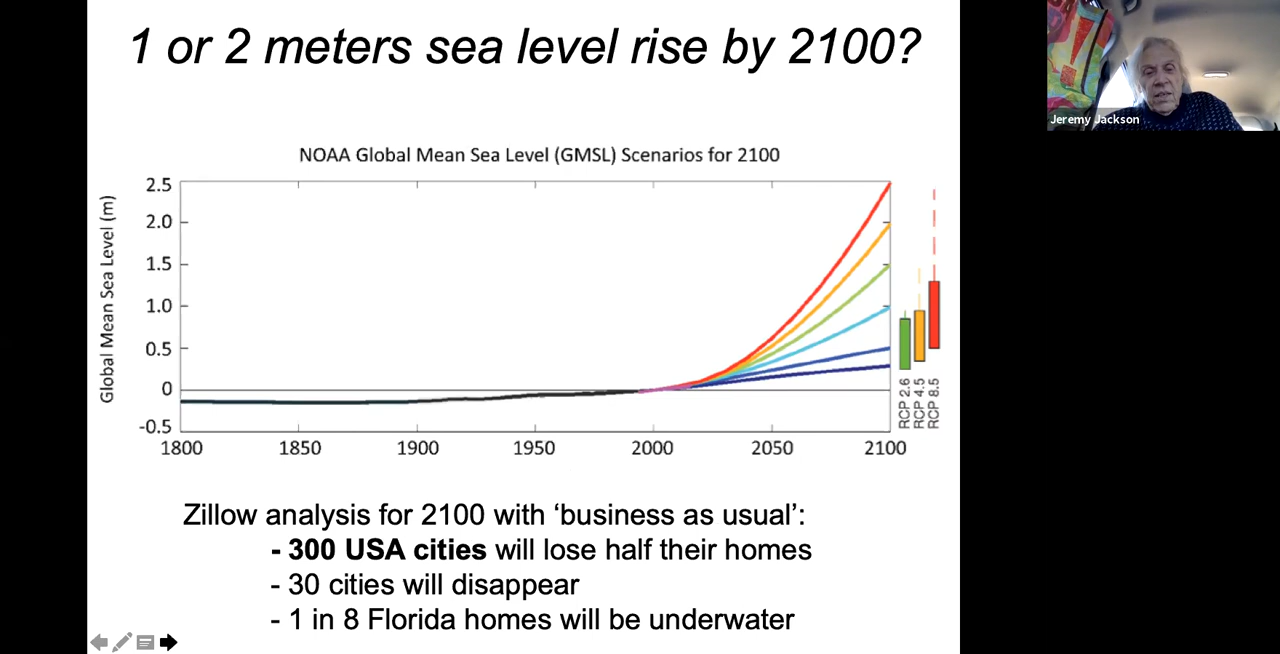 1 or 2 meters sea level rise by 2100?
Jeremy Jackson
NOAA Global Mean Sea Level (GMSL) Scenarios for 2100
Global Mean Sea Level (m)
2.5
2.0
1.5
1.0
0.5
0
-0.5
1800 1850 1900 1950 2000 2050 2100
RCP 2.6
RCP 4.5
RCP 8.5
Zillow analysis for 2100 with ‘business as usual’:
- 300 USA cities will lose half their homes
- 30 cities will disappear
- 1 in 8 Florida homes will be underwater